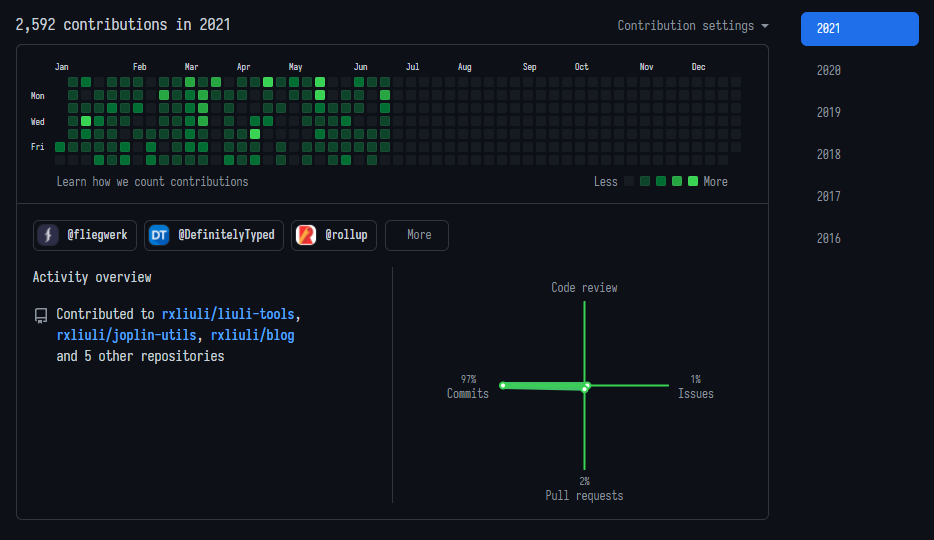 2,592 contributions in 2021
Contribution settings
2021
2020
2019
2018
2017
2016
Jan Feb Mar Apr May Jun Jul Aug Sep Oct Nov Dec
Mon
Wed
Fri
Learn how we count contributions
Less More
@fliegwerk
DT @DefinitelyTyped
@rollup
More
Activity overview
Contributed to rxliuli/liuli-tools,
rxliuli/joplin-utils, rxliuli/blog
and 5 other repositories
Code review
97%
Commits
1%
Issues
2%
Pull requests